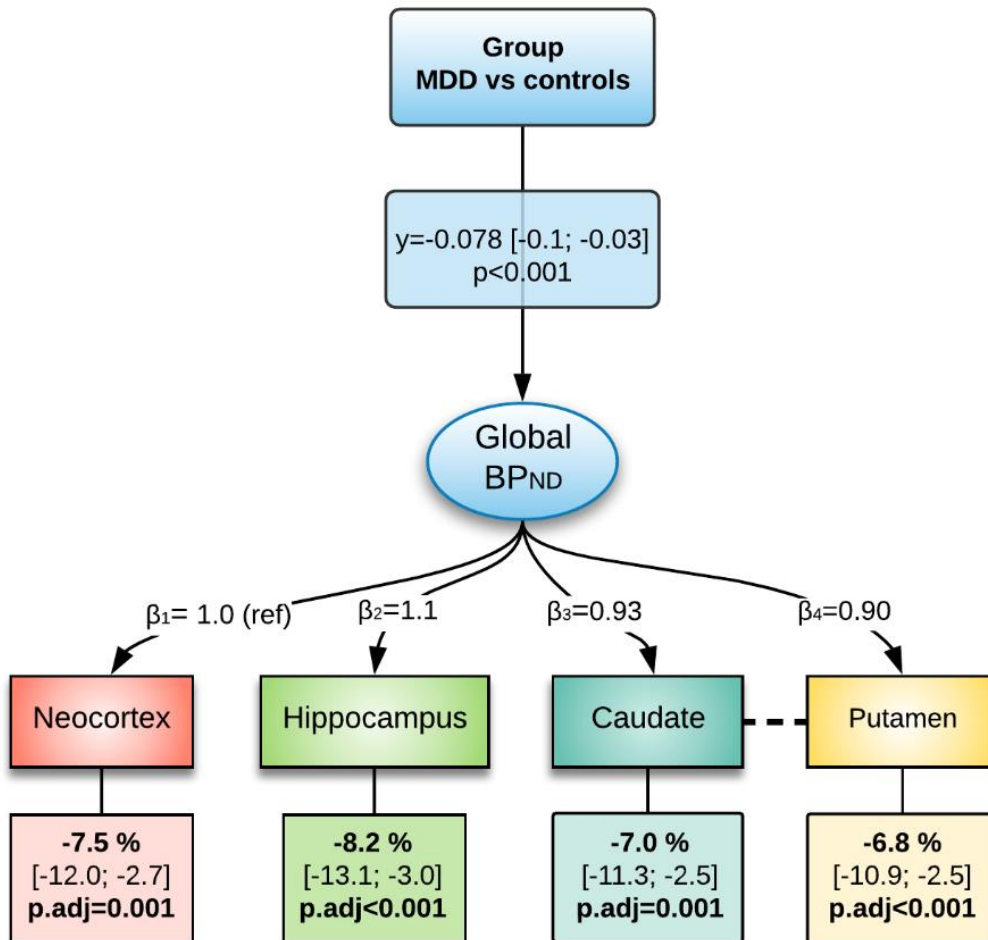 Group
MDD vs controls
y=-0.078 [-0.1; -0.03]
p<0.001
Global
BPND
β1= 1.0 (ref)
β2=1.1
β3=0.93
β4=0.90
Neocortex
Hippocampus
Caudate
Putamen
-7.5 %
[-12.0; -2.7]
p.adj=0.001
-8.2 %
[-13.1; -3.0]
p.adj<0.001
-7.0 %
[-11.3; -2.5]
p.adj=0.001
-6.8 %
[-10.9; -2.5]
p.adj<0.001